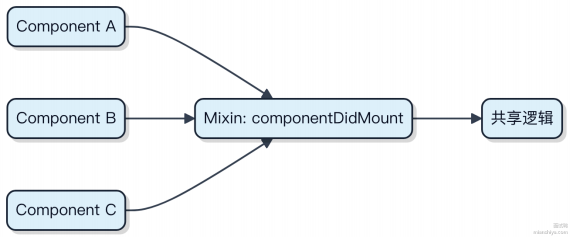 Component A
Component B
Mixin: componentDidMount
共享逻辑
Component C